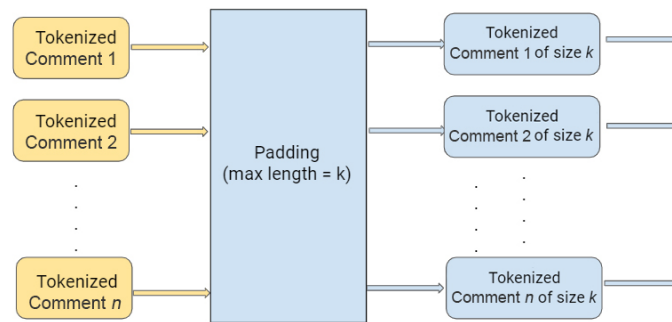 Tokenized
Comment 1
Tokenized
Comment 2
Tokenized
Comment n
Padding
(max length = k)
Tokenized
Comment 1 of size k
Tokenized
Comment 2 of size k
Tokenized
Comment n of size k